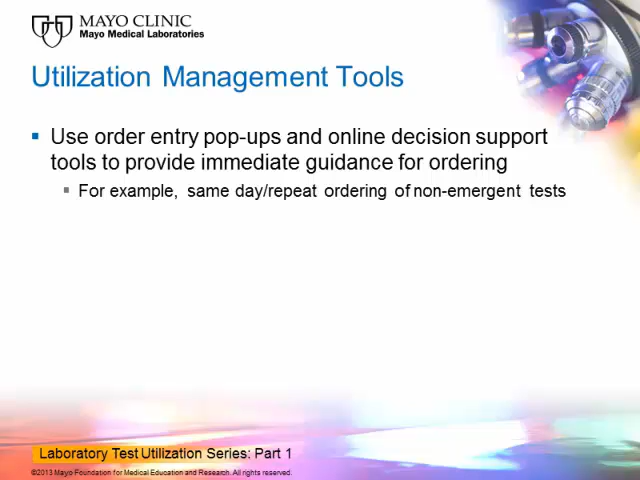 MAYO CLINIC
Mayo Medical Laboratories
Utilization Management Tools
Use order entry pop-ups and online decision support
tools to provide immediate guidance for ordering
For example, same day/repeat ordering of non-emergent tests
Laboratory Test Utilization Series: Part 1
©2013 Mayo Foundation for Medical Education and Research. All rights reserved.